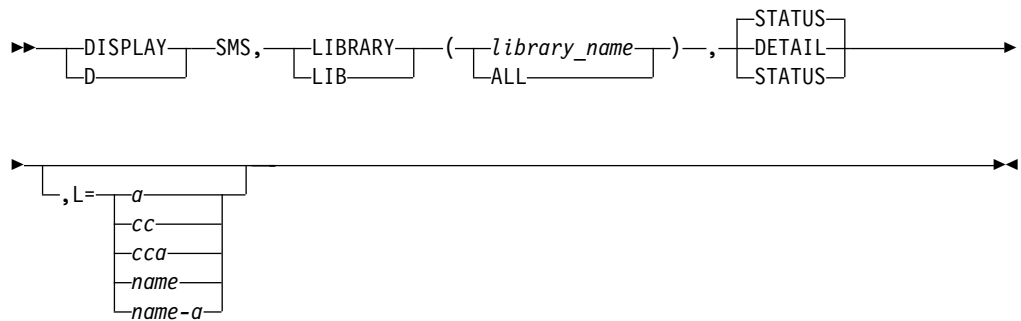 STATUS
DISPLAY SMS, LIBRARY ( library_name ) , DETAIL
D LIB ALL STATUS
,L= a
cc
cca
name
name-a